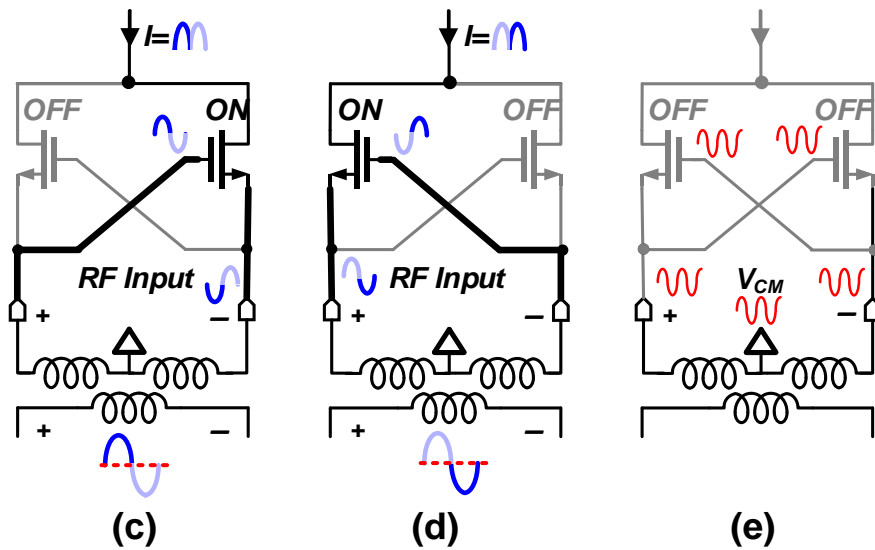 I=
I=
OFF
ON
ON
OFF
OFF
OFF
RF Input
RF Input
V_CM
+ −
+ −
+ −
+ −
+ −
(c)
(d)
(e)